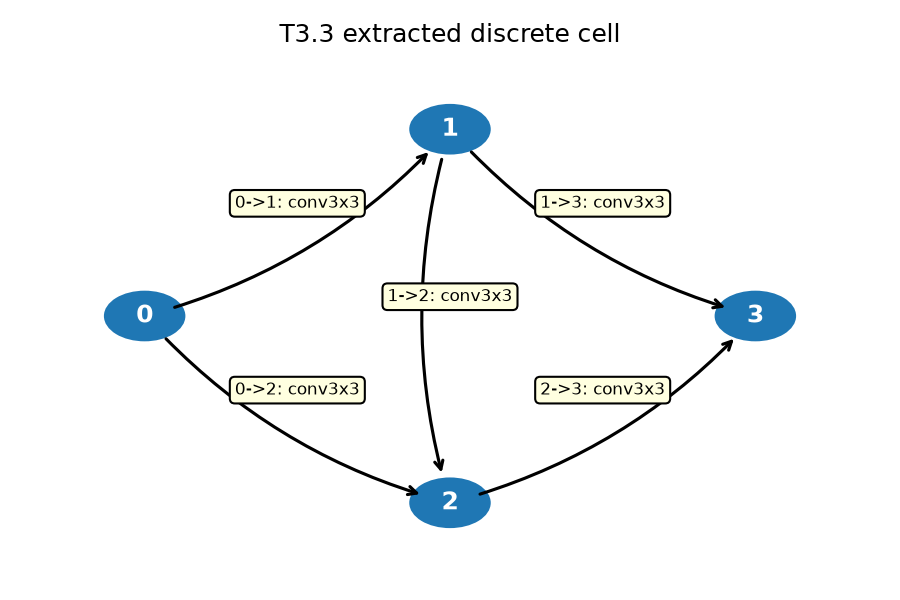 T3.3 extracted discrete cell
1
0->1: conv3x3
1->3: conv3x3
1->2: conv3x3
0
3
0->2: conv3x3
2->3: conv3x3
2